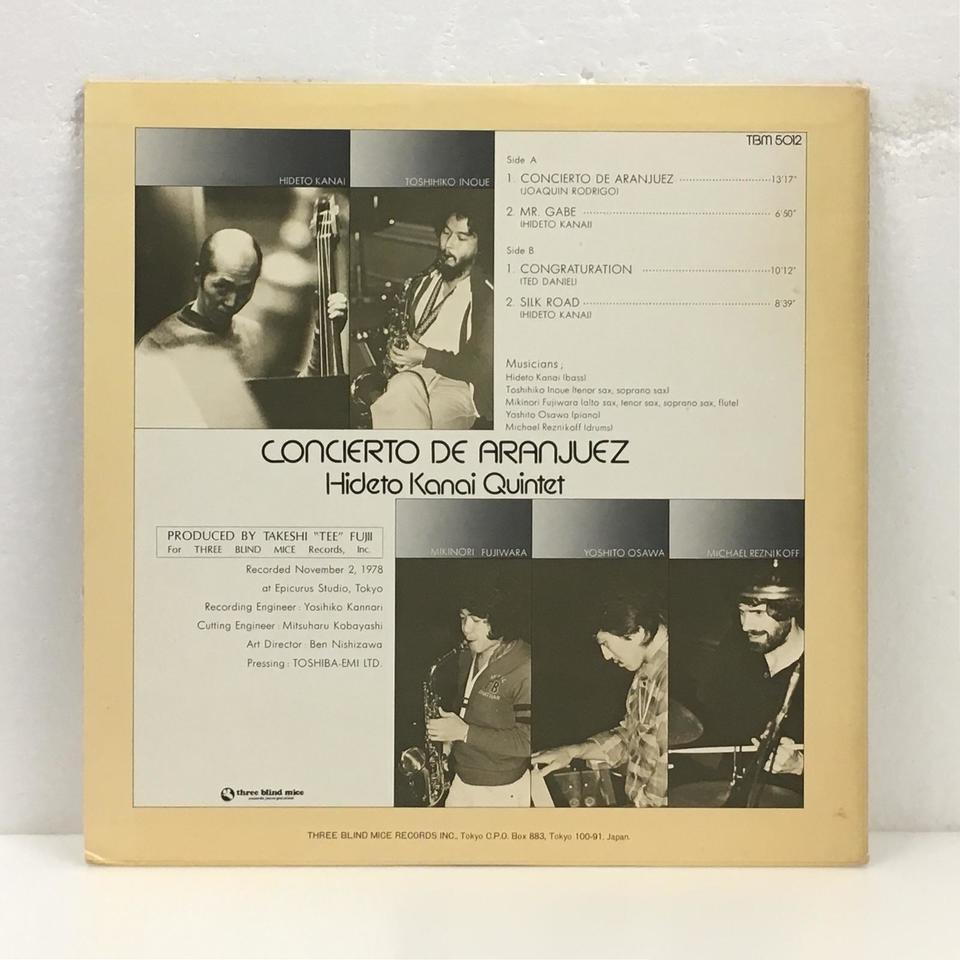 HIDETO KANAI
TOSHIHIKO INOUE
TBM 5012
Side A
1. CONCIERTO DE ARANJUEZ 13'17"
(JOAQUIN RODRIGO)
2. MR. GABE 6'50"
(HIDETO KANAI)
Side B
1. CONGRATURATION 10'12"
(TED DANIEL)
2. SILK ROAD 8'39"
(HIDETO KANAI)
Musicians;
Hideto Kanai (bass)
Toshihiko Inoue (tenor sax, soprano sax)
Mikinori Fujiwara (alto sax, tenor sax, soprano sax, flute)
Yoshito Osawa (piano)
Michael Reznikoff (drums)
CONCIERTO DE ARANJUEZ
Hideto Kanai Quintet
PRODUCED BY TAKESHI "TEE" FUJII
For THREE BLIND MICE Records, Inc.
Recorded November 2, 1978
at Epicurus Studio, Tokyo
Recording Engineer : Yosihiko Kannari
Cutting Engineer : Mitsuharu Kobayashi
Art Director : Ben Nishizawa
Pressing : TOSHIBA-EMI LTD.
MIKINORI FUJIWARA
YOSHITO OSAWA
MICHAEL REZNIKOFF
three blind mice
THREE BLIND MICE RECORDS INC., Tokyo C.P.O. Box 883, Tokyo 100-91, Japan.